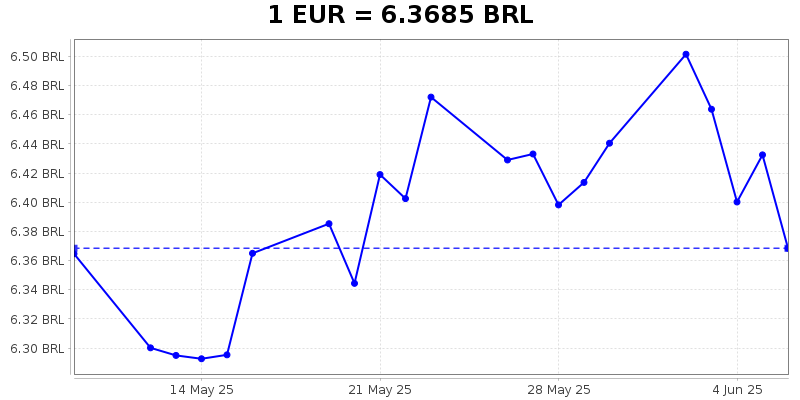 1 EUR = 6.3685 BRL
6.50 BRL
6.48 BRL
6.46 BRL
6.44 BRL
6.42 BRL
6.40 BRL
6.38 BRL
6.36 BRL
6.34 BRL
6.32 BRL
6.30 BRL
14 May 25
21 May 25
28 May 25
4 Jun 25